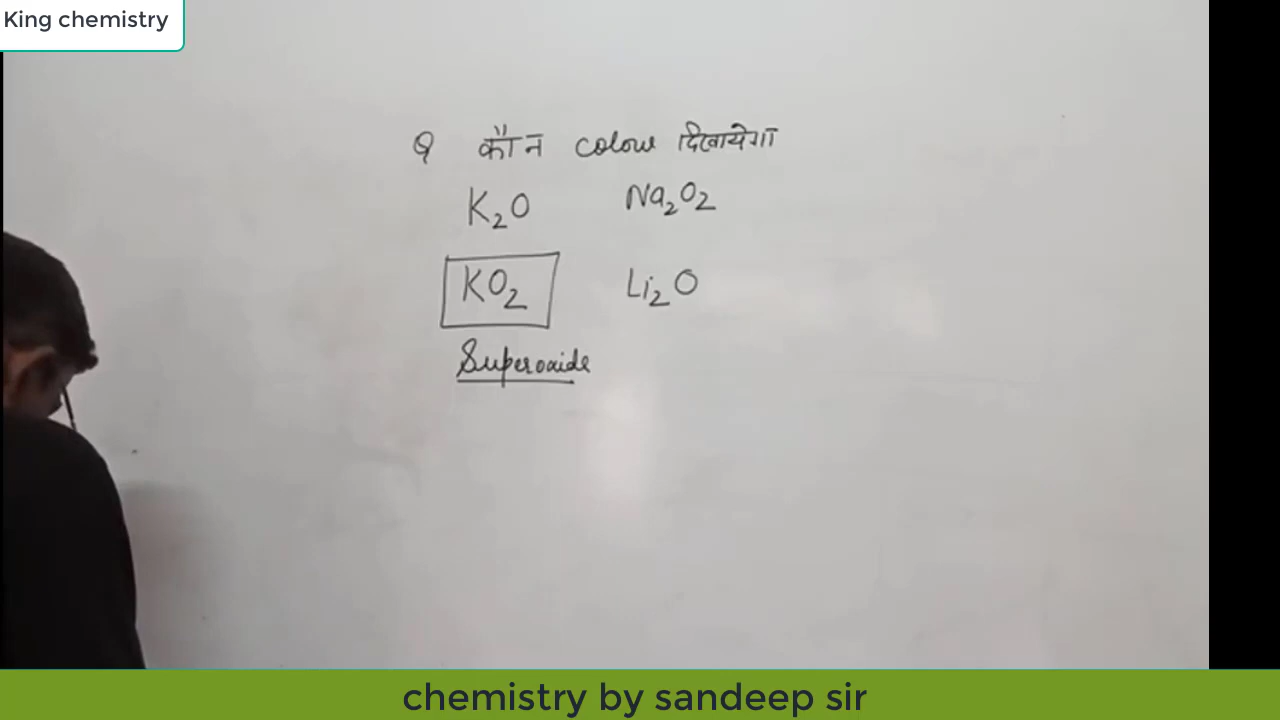 King chemistry
Q कौन colour दिखायेगा
K₂O Na₂O₂
KO₂ Li₂O
Superoxide
chemistry by sandeep sir